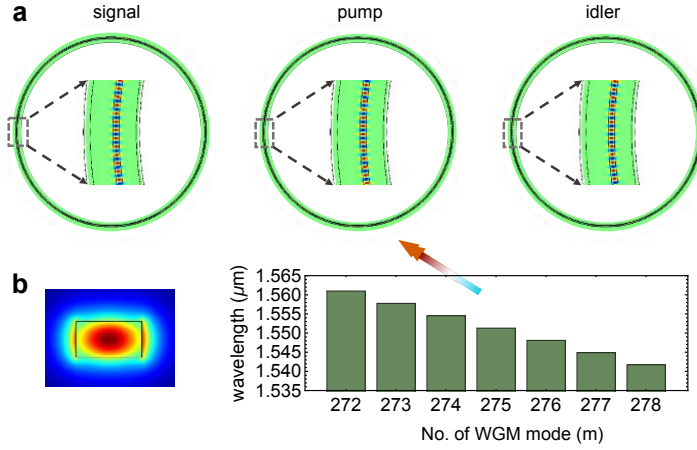 a
signal
pump
idler
b
wavelength (μm)
1.565
1.560
1.555
1.550
1.545
1.540
1.535
272 273 274 275 276 277 278
No. of WGM mode (m)